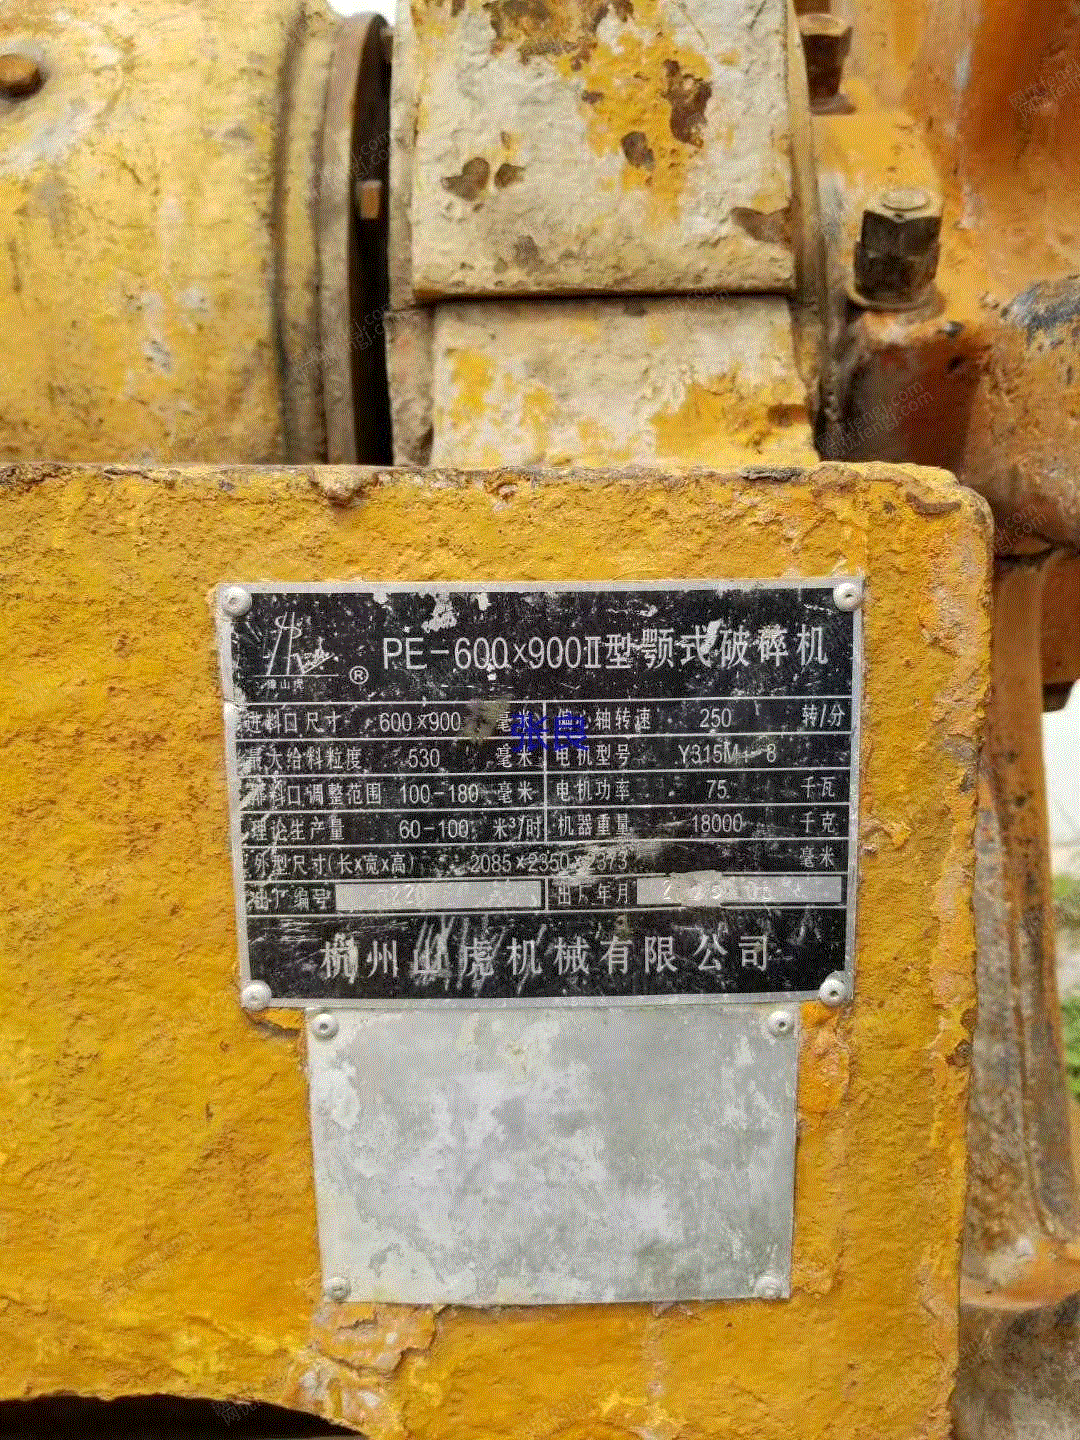 PE-600×900Ⅱ型 颚式破碎机
®
进料口尺寸 600×900 毫米 偏心轴转速 250 转/分
最大给料粒度 530 毫米 电机型号 Y315M-8
排料口调整范围 100-180 毫米 电机功率 75 千瓦
理论生产量 60-100 米³/时 机器重量 18000 千克
外型尺寸(长x宽x高) 2085×2350×2373 毫米
出厂编号 220 出厂年月
杭州山虎机械有限公司